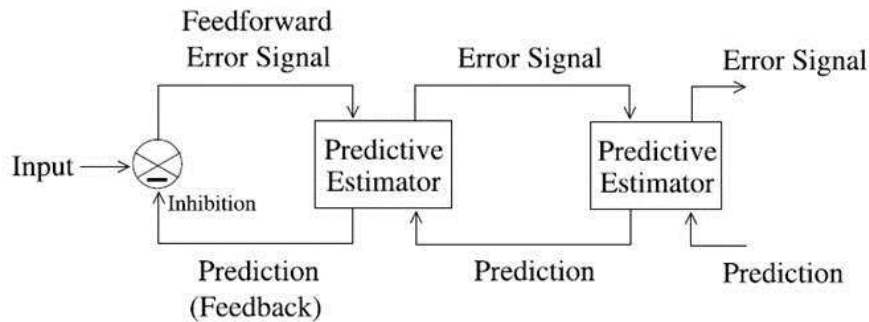 Feedforward
Error Signal
Error Signal
Error Signal
Input
Inhibition
Predictive
Estimator
Predictive
Estimator
Prediction
(Feedback)
Prediction
Prediction